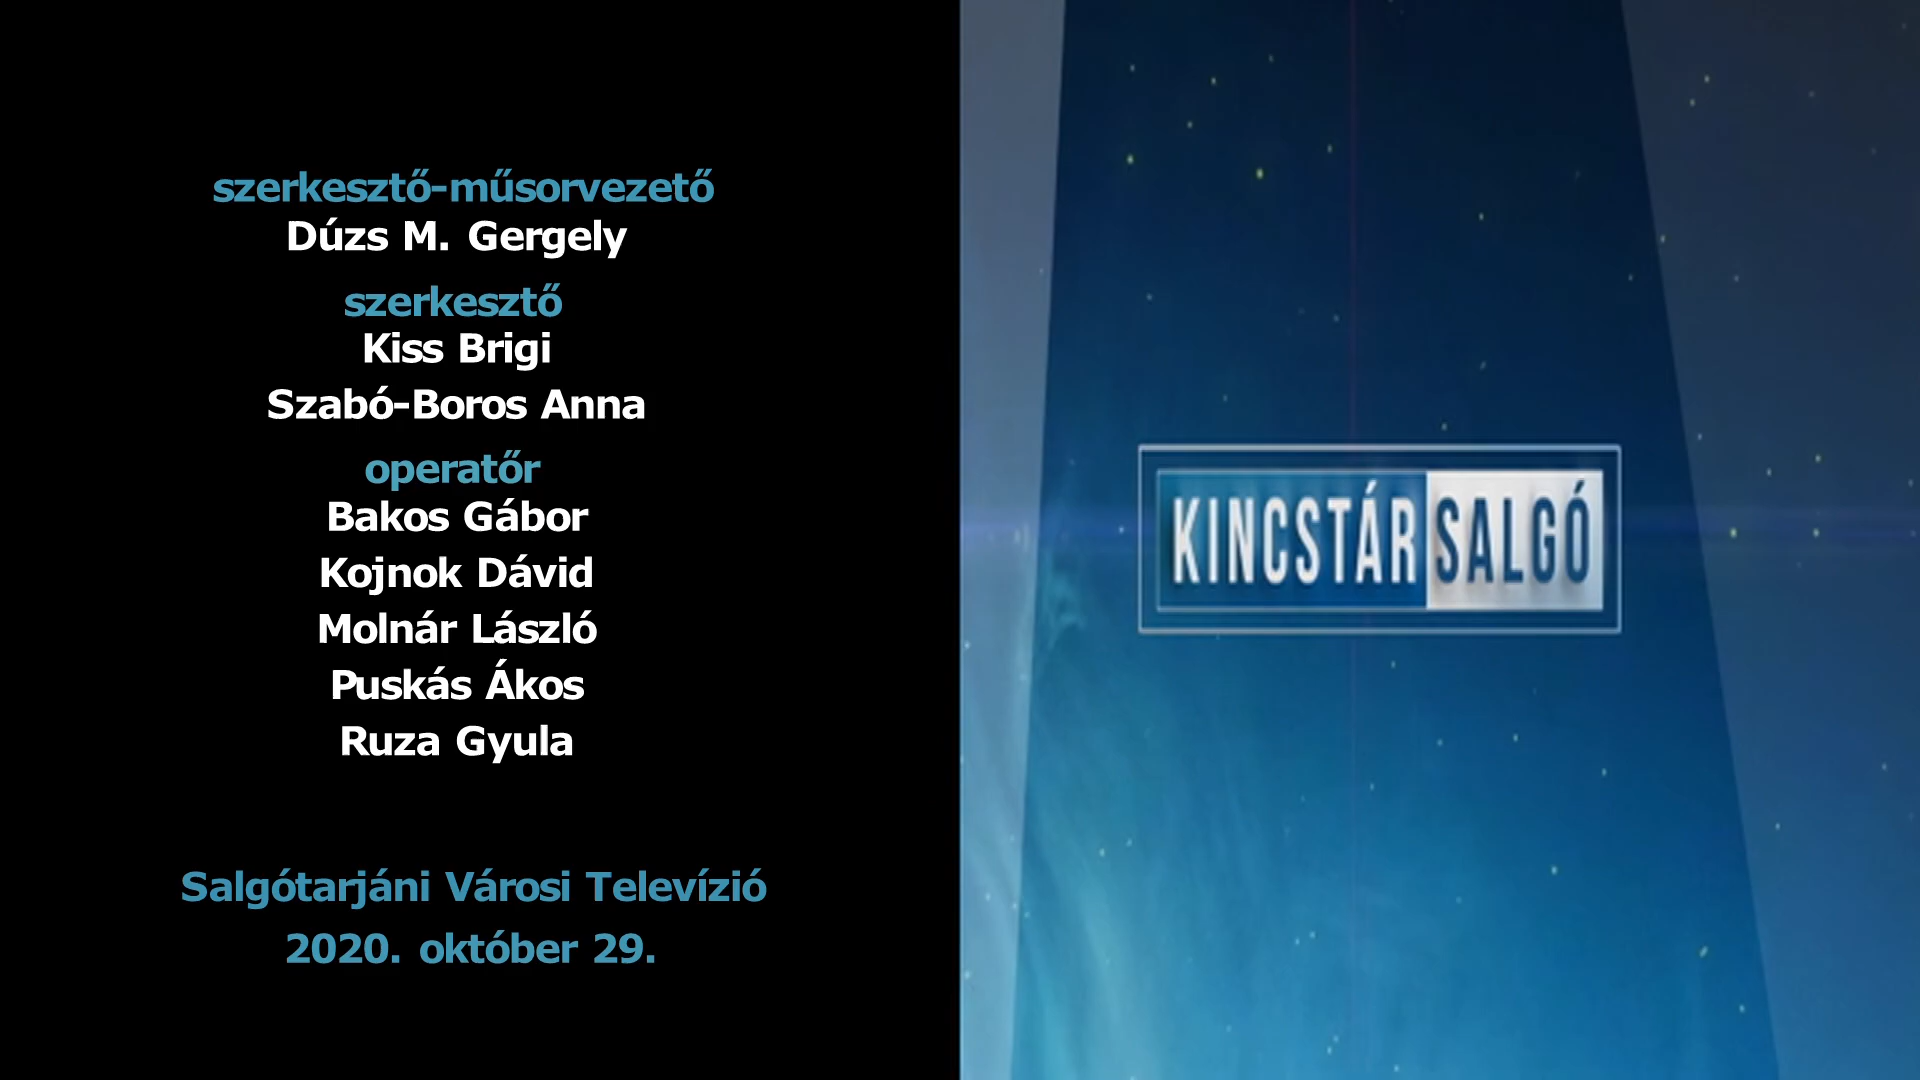 szerkesztő-műsorvezető
Dúzs M. Gergely
szerkesztő
Kiss Brigi
Szabó-Boros Anna
operatőr
Bakos Gábor
Kojnok Dávid
Molnár László
Puskás Ákos
Ruza Gyula
Salgótarjáni Városi Televízió
2020. október 29.
KINCSTÁR SALGÓ